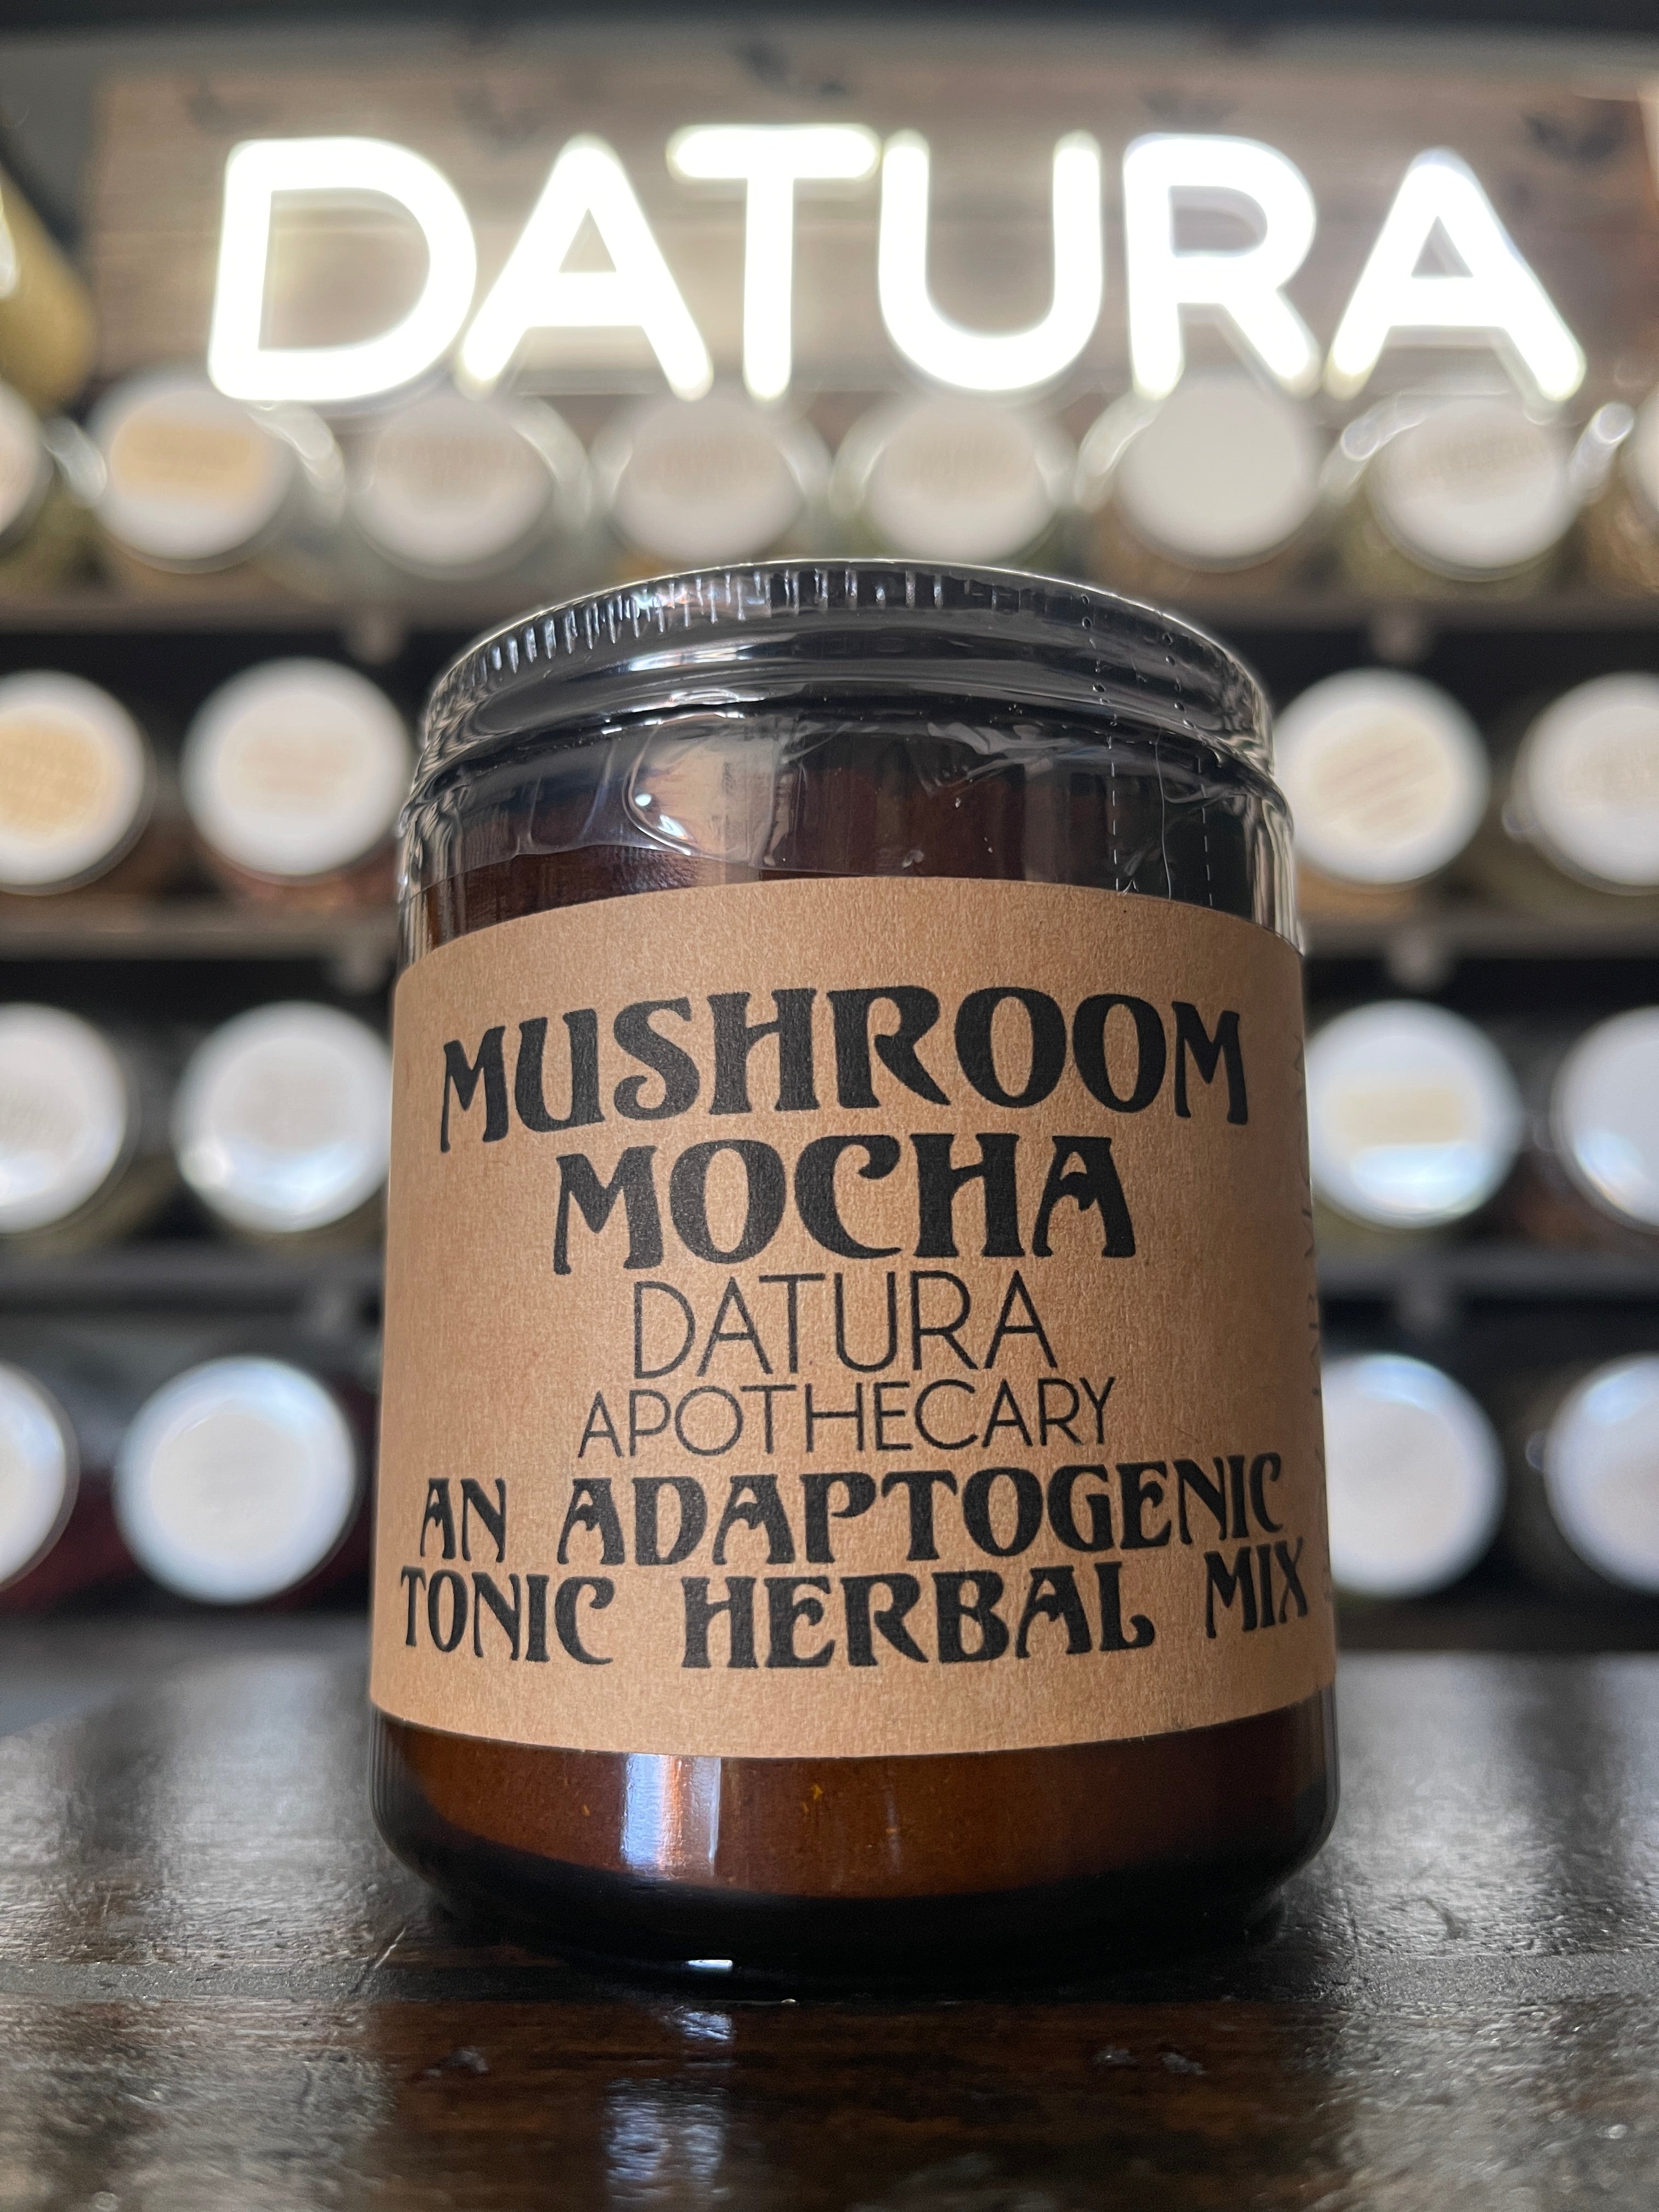 DATURA
MUSHROOM
MOCHA
DATURA
APOTHECARY
AN ADAPTOGENIC
TONIC HERBAL MIX